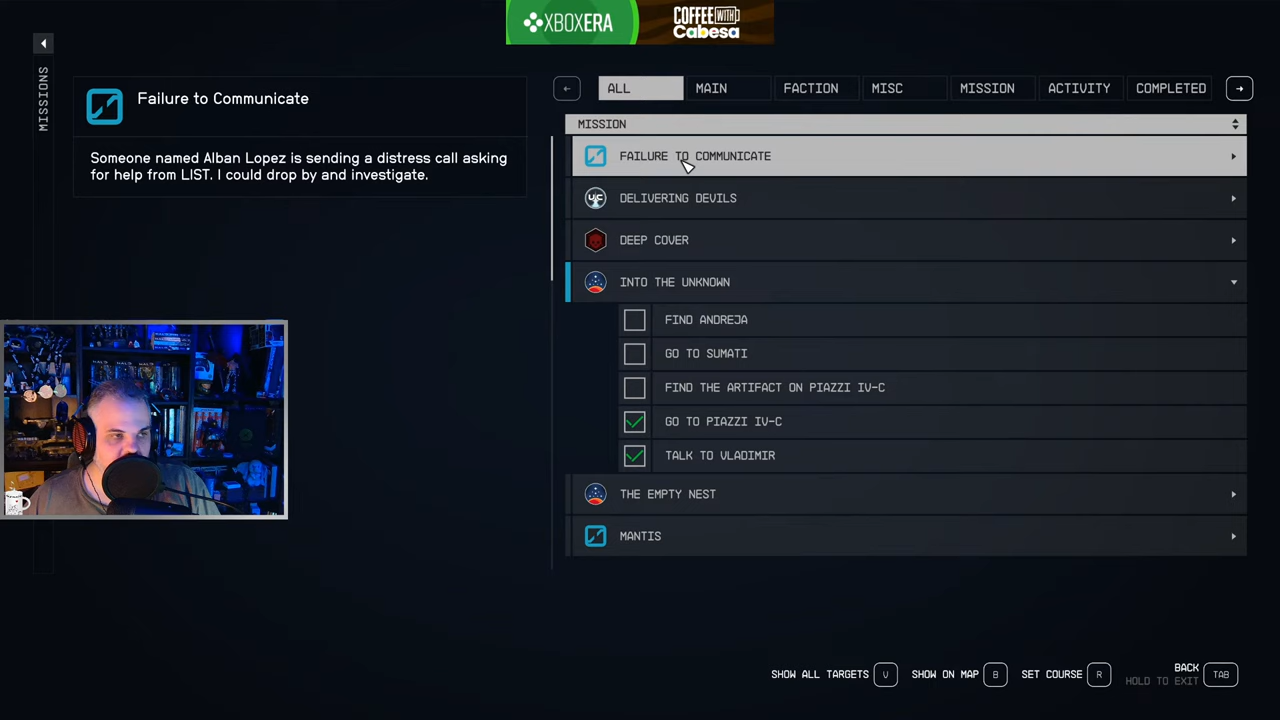 XBOXERA
COFFEE WITH
Cabesa
MISSIONS
Failure to Communicate
Someone named Alban Lopez is sending a distress call asking
for help from LIST. I could drop by and investigate.
ALL
MAIN
FACTION
MISC
MISSION
ACTIVITY
COMPLETED
MISSION
FAILURE TO COMMUNICATE
UC
DELIVERING DEVILS
DEEP COVER
INTO THE UNKNOWN
FIND ANDREJA
GO TO SUMATI
FIND THE ARTIFACT ON PIAZZI IV-C
GO TO PIAZZI IV-C
TALK TO VLADIMIR
THE EMPTY NEST
MANTIS
SHOW ALL TARGETS V
SHOW ON MAP B
SET COURSE R
BACK
HOLD TO EXIT
TAB